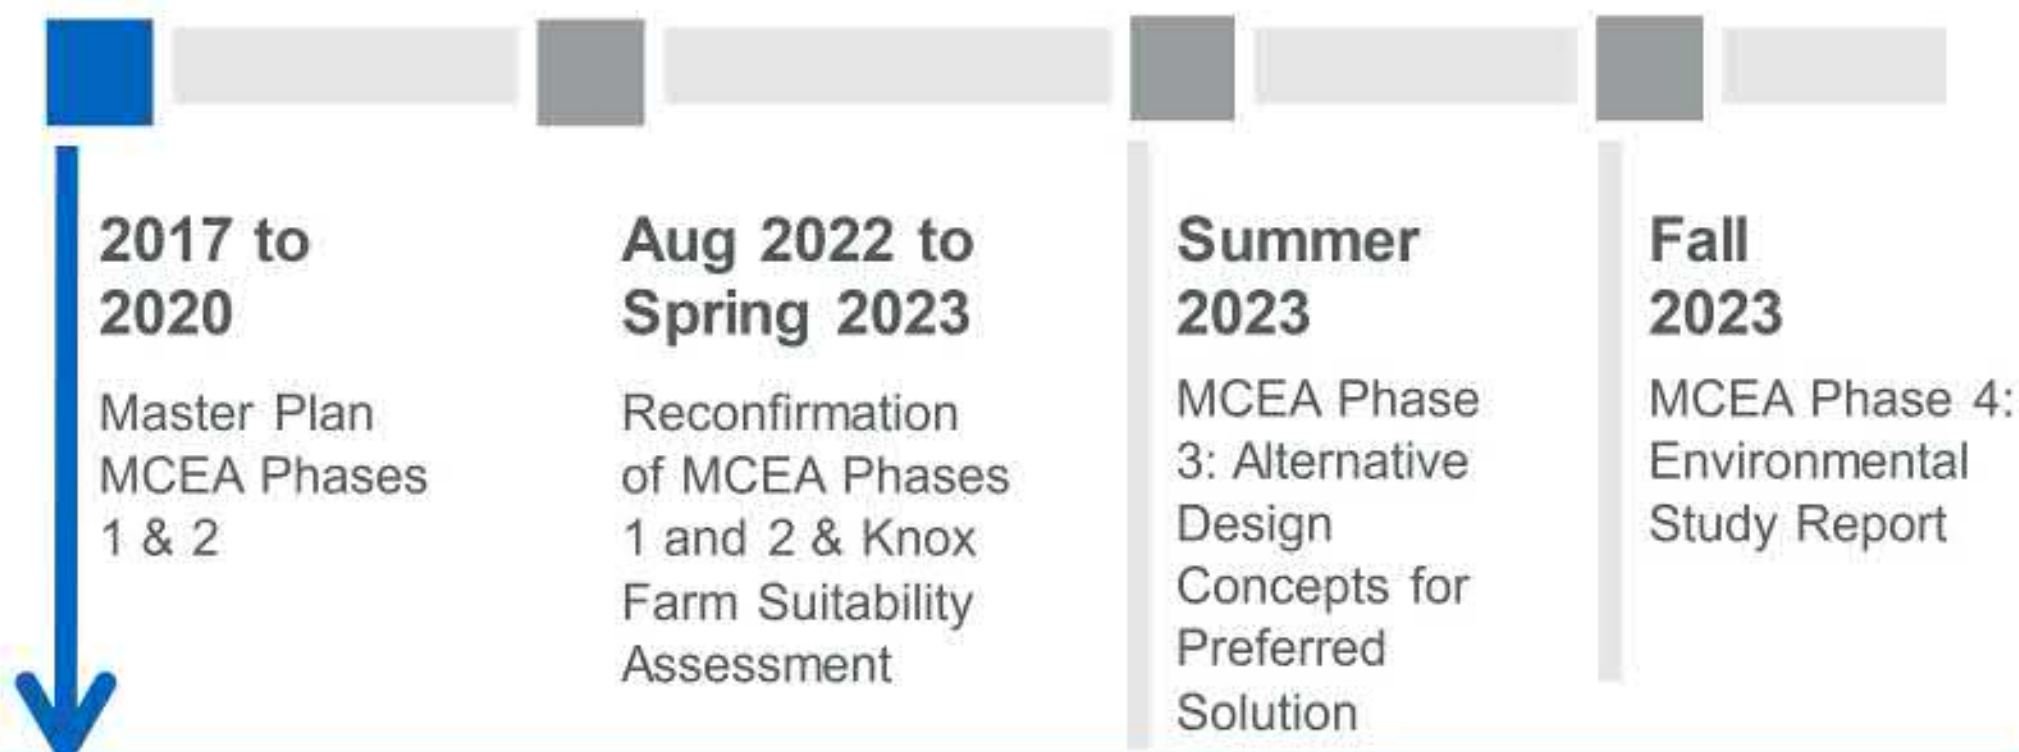 2017 to
2020
Master Plan
MCEA Phases
1 & 2
Aug 2022 to
Spring 2023
Reconfirmation
of MCEA Phases
1 and 2 & Knox
Farm Suitability
Assessment
Summer
2023
MCEA Phase
3: Alternative
Design
Concepts for
Preferred
Solution
Fall
2023
MCEA Phase 4:
Environmental
Study Report